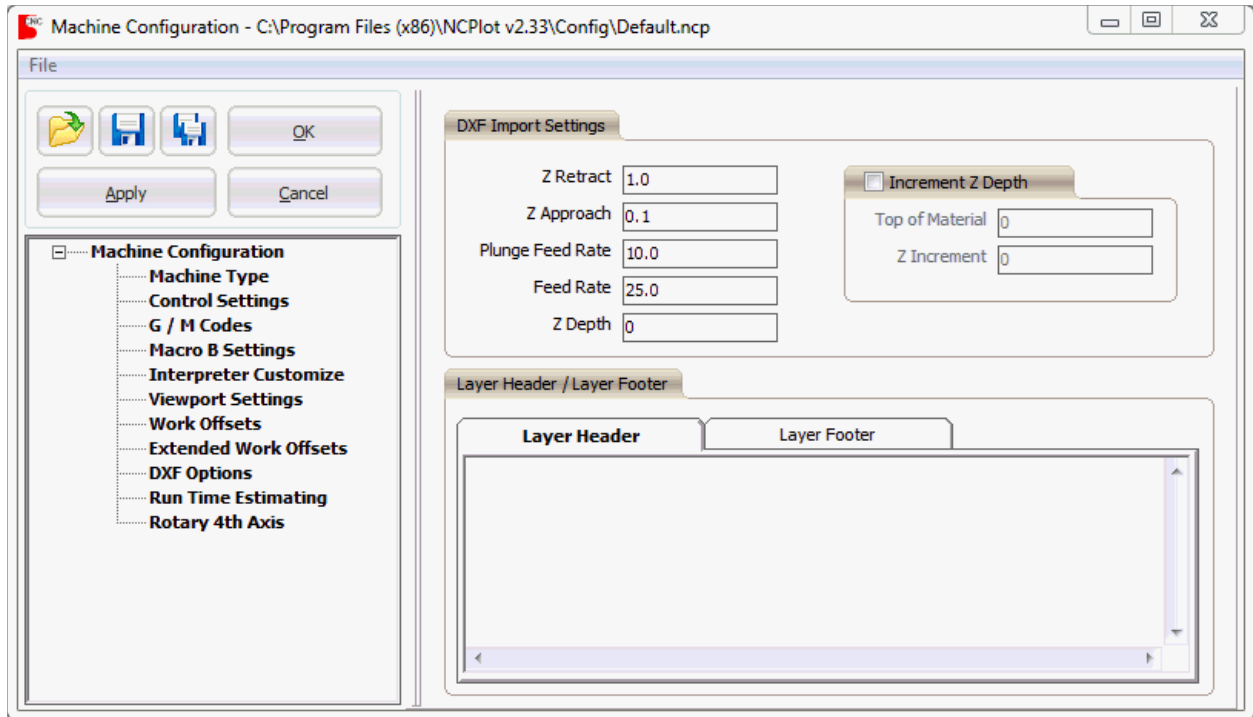 CNC
Machine Configuration - C:\Program Files (x86)\NCPlot v2.33\Config\Default.ncp
File
OK
Apply
Cancel
Machine Configuration
Machine Type
Control Settings
G / M Codes
Macro B Settings
Interpreter Customize
Viewport Settings
Work Offsets
Extended Work Offsets
DXF Options
Run Time Estimating
Rotary 4th Axis
DXF Import Settings
Z Retract 1.0
Z Approach 0.1
Plunge Feed Rate 10.0
Feed Rate 25.0
Z Depth 0
Increment Z Depth
Top of Material 0
Z Increment 0
Layer Header / Layer Footer
Layer Header
Layer Footer